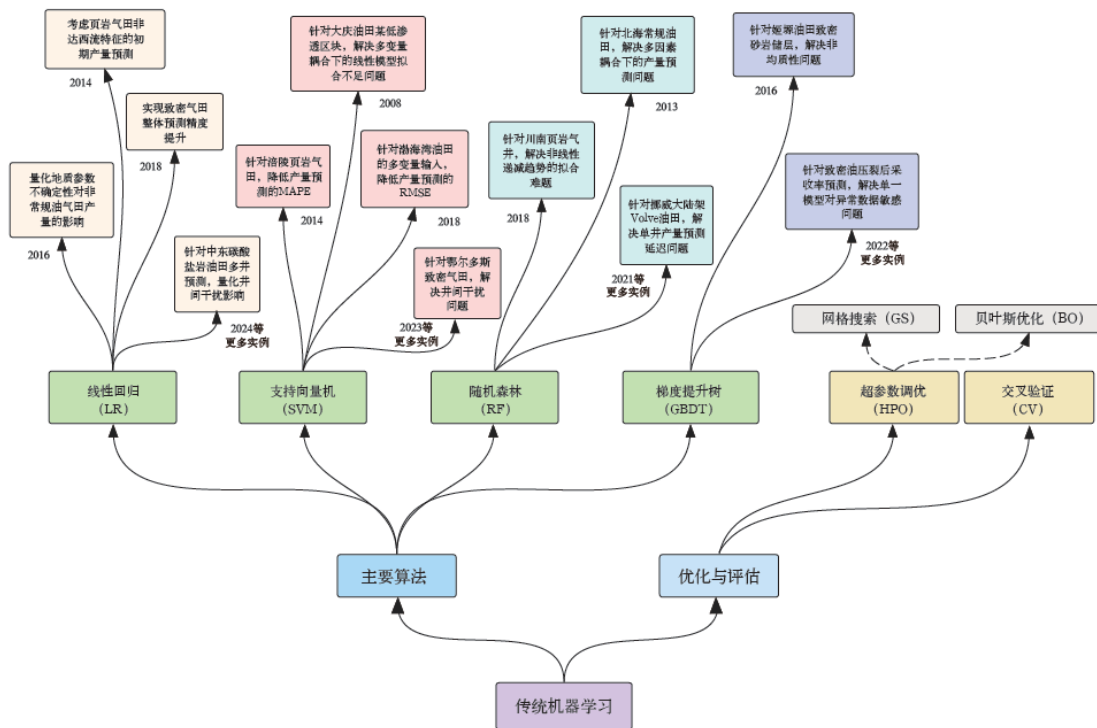 考虑页岩气田非
达西流特征的初
期产量预测
2014
实现致密气田
整体预测精度
提升
2018
量化地质参数
不确定性对非
常规油气田产
量的影响
2016
针对中东碳酸
盐岩油田多井
预测，量化井
间干扰影响
2024等
更多实例
针对大庆油田某低渗
透区块，解决多变量
耦合下的线性模型拟
合不足问题
2008
针对涪陵页岩气
田，降低产量预
测的MAPE
2014
针对渤海湾油田
的多变量输入，
降低产量预测的
RMSE
2018
针对鄂尔多斯
致密气田，解
决井间干扰
问题
2023等
更多实例
针对北海常规油
田，解决多因素
耦合下的产量预
测问题
2013
针对川南页岩气
井，解决非线性
递减趋势的拟合
难题
2018
针对挪威大陆架
Volve油田，解
决单井产量预测
延迟问题
2021等
更多实例
针对姬塬油田致密
砂岩储层，解决非
均质性问题
2016
针对致密油压裂后采
收率预测，解决单一
模型对异常数据敏感
问题
2022等
更多实例
网格搜索（GS）
贝叶斯优化（BO）
线性回归
（LR）
支持向量机
（SVM）
随机森林
（RF）
梯度提升树
（GBDT）
超参数调优
（HPO）
交叉验证
（CV）
主要算法
优化与评估
传统机器学习